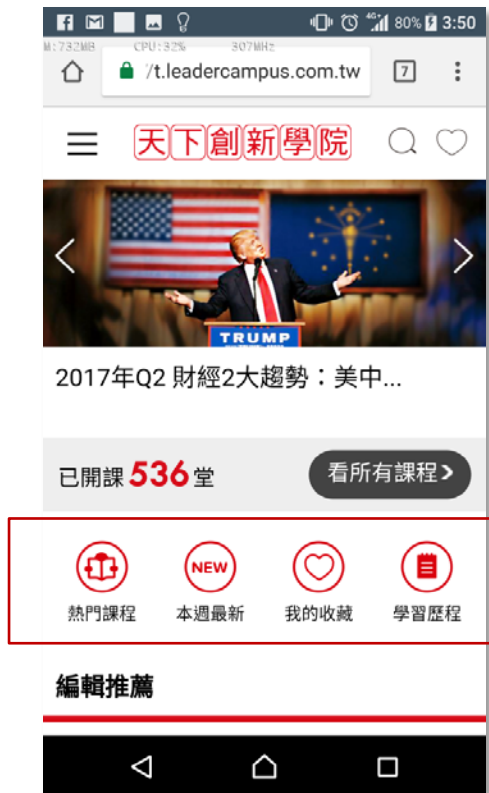 80% 3:50
M:732MB CPU:32% 307MHz
/t.leadercampus.com.tw 7
天下創新學院
TRUMP
2017年Q2 財經2大趨勢：美中...
已開課 536 堂 看所有課程
NEW
熱門課程 本週最新 我的收藏 學習歷程
編輯推薦